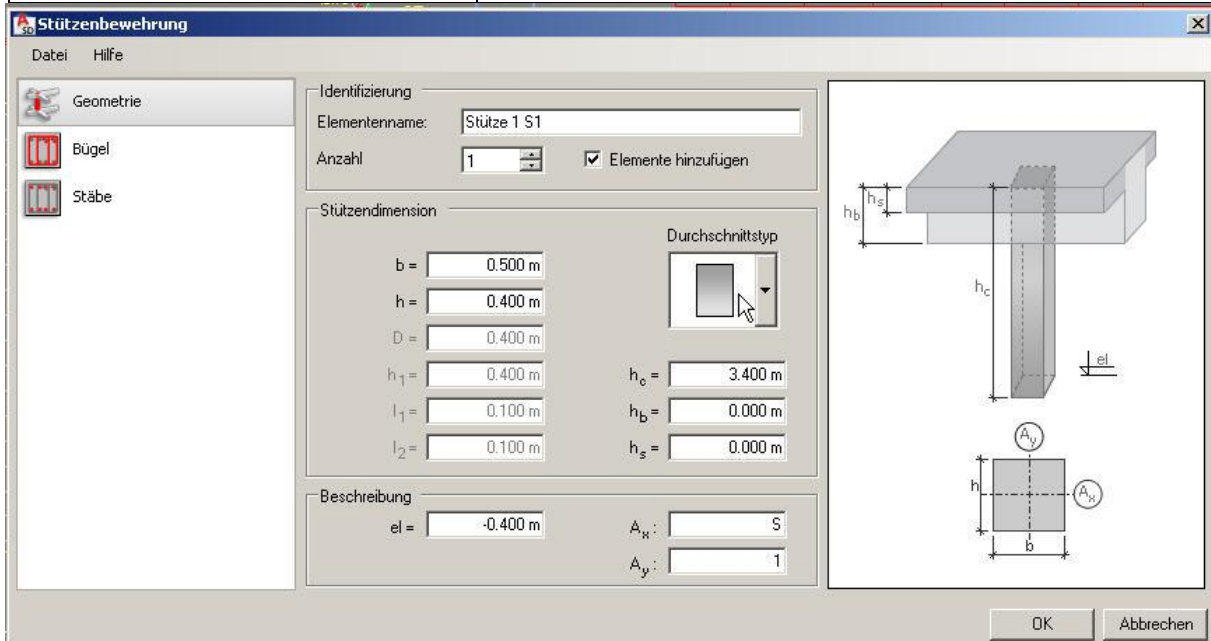 Stützenbewehrung
Datei Hilfe
Geometrie
Bügel
Stäbe
Identifizierung
Elementenname: Stütze 1 S1
Anzahl 1 Elemente hinzufügen
Stützendimension
Durchschnittstyp
b = 0.500 m
h = 0.400 m
D = 0.400 m
h1 = 0.400 m
hc = 3.400 m
l1 = 0.100 m
hb = 0.000 m
l2 = 0.100 m
hs = 0.000 m
Beschreibung
el = -0.400 m
Ax : S
Ay : 1
hb
hs
hc
el
Ay
h
Ax
b
OK Abbrechen